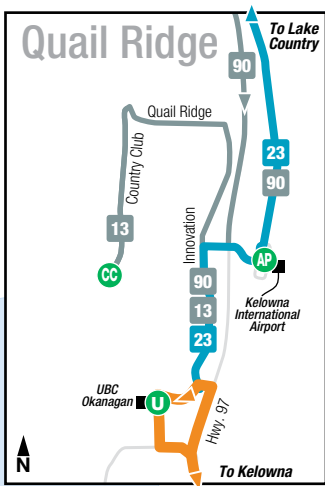 Quail Ridge
To Lake
Country
90
Quail Ridge
Country Club
23
90
13
Innovation
CC
AP
90
13
23
Kelowna
International
Airport
UBC
Okanagan
U
Hwy. 97
N
To Kelowna